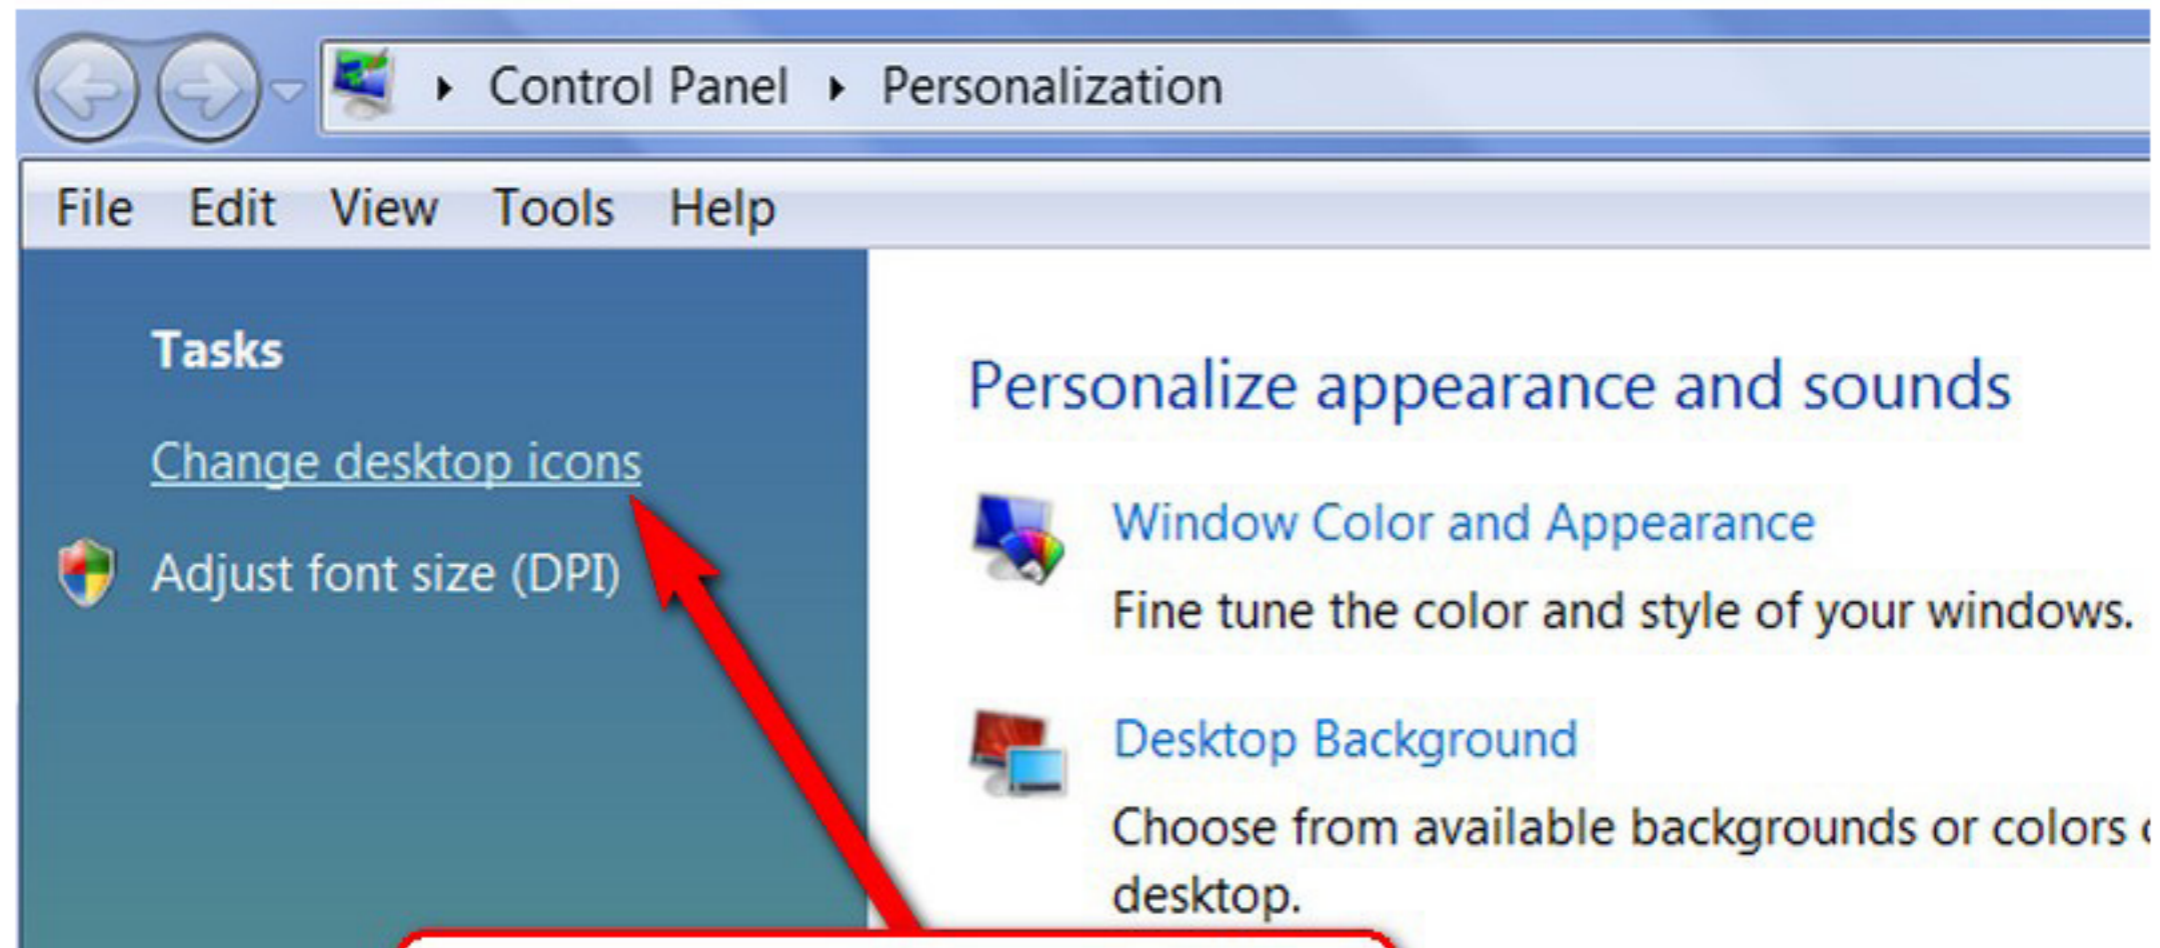 Control Panel Personalization
File Edit View Tools Help
Tasks
Change desktop icons
Adjust font size (DPI)
Personalize appearance and sounds
Window Color and Appearance
Fine tune the color and style of your windows.
Desktop Background
Choose from available backgrounds or colors
desktop.